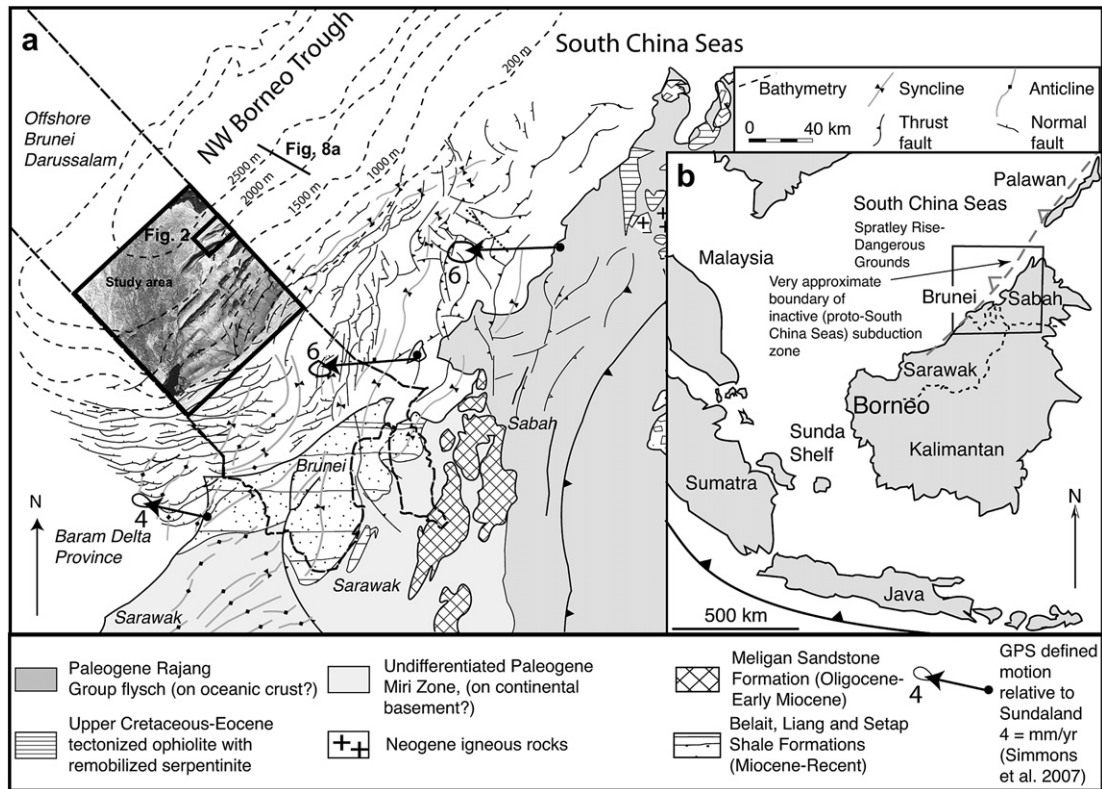 a
South China Seas
NW Borneo Trough
Offshore
Brunei
Darussalam
200 m
Fig. 8a
2500 m
2000 m
1500 m
1000 m
Fig. 2
Study area
6
6
4
Sabah
Brunei
N
Baram Delta
Province
Sarawak
Sarawak
Bathymetry
Syncline
Anticline
0 40 km
Thrust
fault
Normal
fault
b
Palawan
South China Seas
Spratley Rise-
Dangerous
Grounds
Malaysia
Very approximate
boundary of
inactive (proto-South
China Seas) subduction
zone
Brunei
Sabah
Sarawak
Borneo
Sunda
Shelf
Kalimantan
Sumatra
N
Java
500 km
Paleogene Rajang
Group flysch (on oceanic crust?)
Upper Cretaceous-Eocene
tectonized ophiolite with
remobilized serpentinite
Undifferentiated Paleogene
Miri Zone, (on continental
basement?)
Neogene igneous rocks
Meligan Sandstone
Formation (Oligocene-
Early Miocene)
Belait, Liang and Setap
Shale Formations
(Miocene-Recent)
4
GPS defined
motion
relative to
Sundaland
4 = mm/yr
(Simmons
et al. 2007)